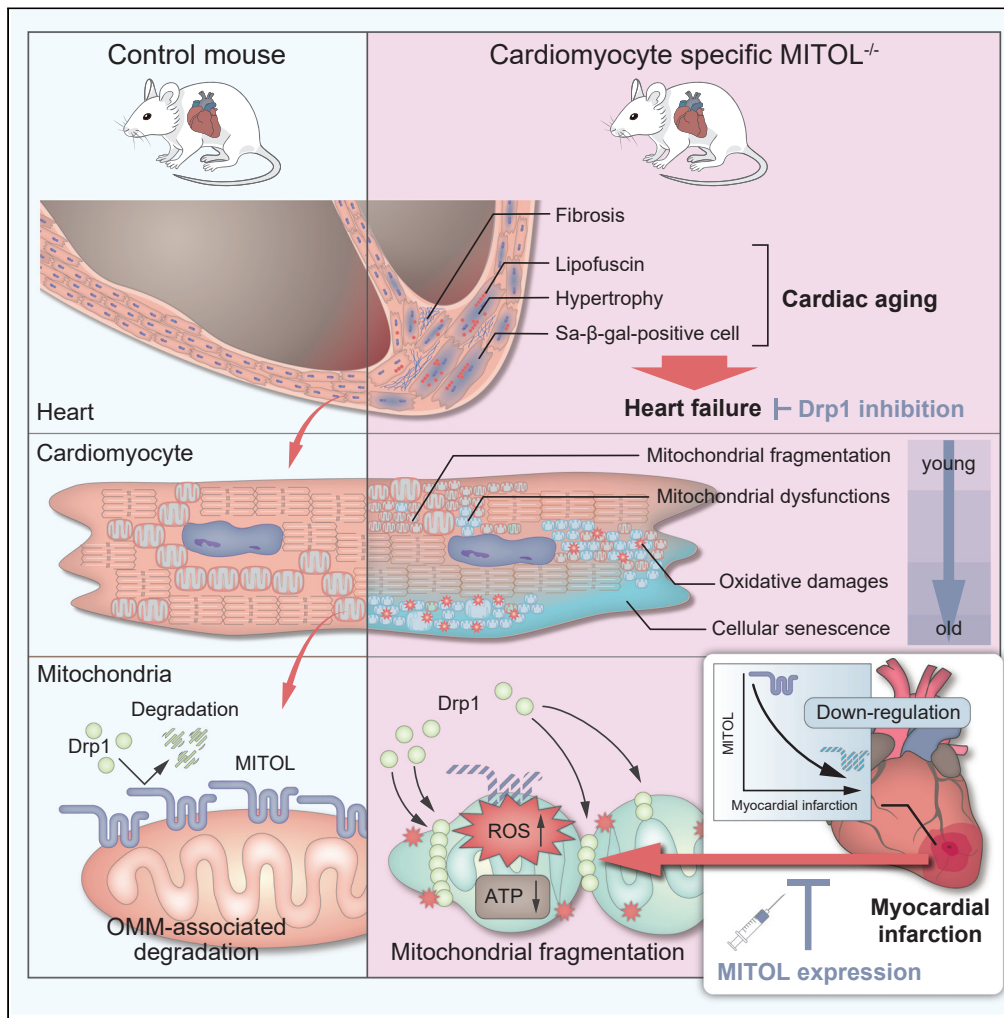 Control mouse
Cardiomyocyte specific MITOL-/-
Fibrosis
Lipofuscin
Hypertrophy
Sa-β-gal-positive cell
Cardiac aging
Heart failure
Drp1 inhibition
Heart
Cardiomyocyte
Mitochondrial fragmentation
Mitochondrial dysfunctions
Oxidative damages
Cellular senescence
young
old
Mitochondria
Degradation
Drp1
MITOL
OMM-associated
degradation
Drp1
ROS
ATP
Mitochondrial fragmentation
MITOL
Down-regulation
Myocardial infarction
Myocardial
infarction
MITOL expression